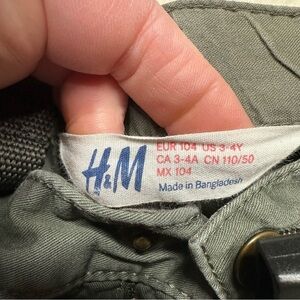 H&M
EUR 104 US 3-4Y
CA 3-4A CN 110/50
MX 104
Made in Bangladesh